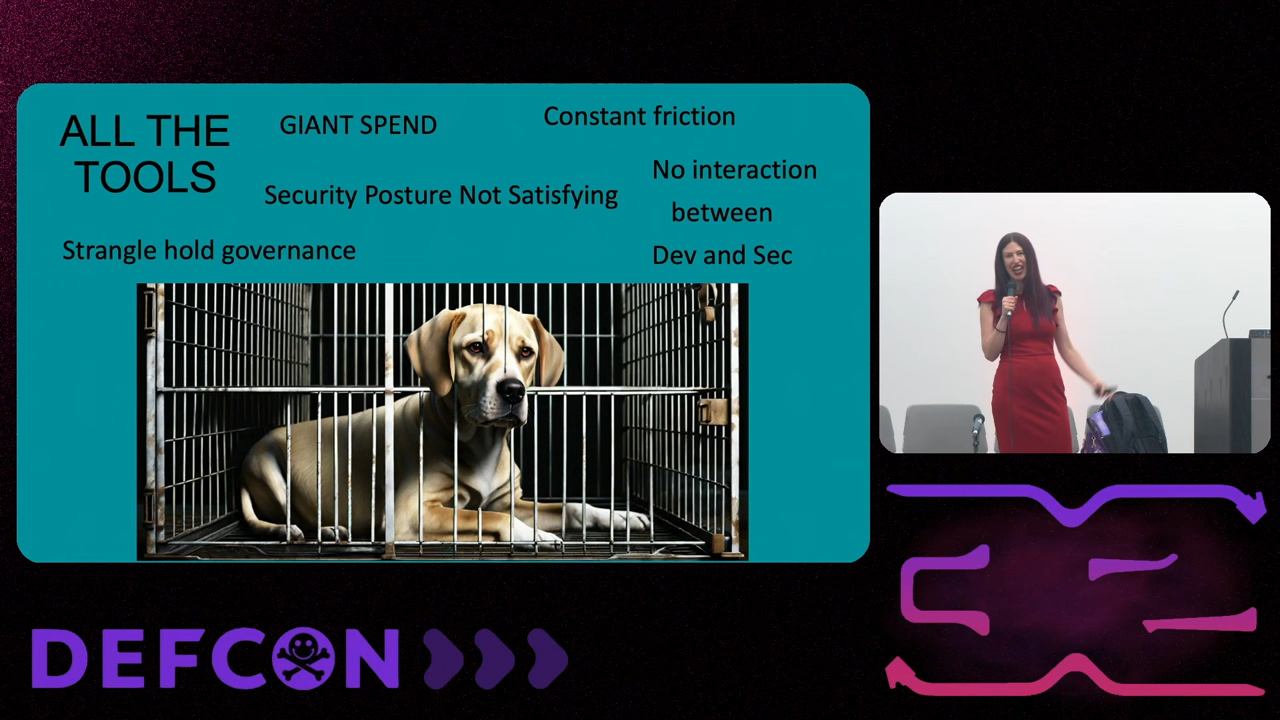 ALL THE
TOOLS
GIANT SPEND
Constant friction
Security Posture Not Satisfying
No interaction
between
Dev and Sec
Strangle hold governance
DEFCON